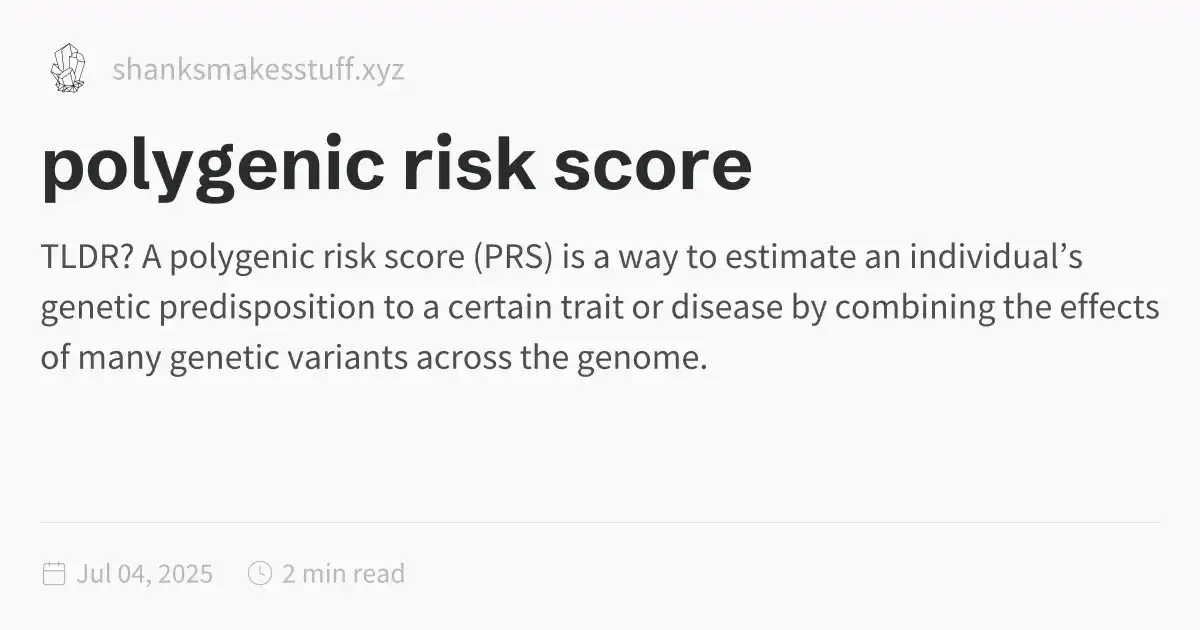 shanksmakesstuff.xyz
polygenic risk score
TLDR? A polygenic risk score (PRS) is a way to estimate an individual’s
genetic predisposition to a certain trait or disease by combining the effects
of many genetic variants across the genome.
Jul 04, 2025 2 min read